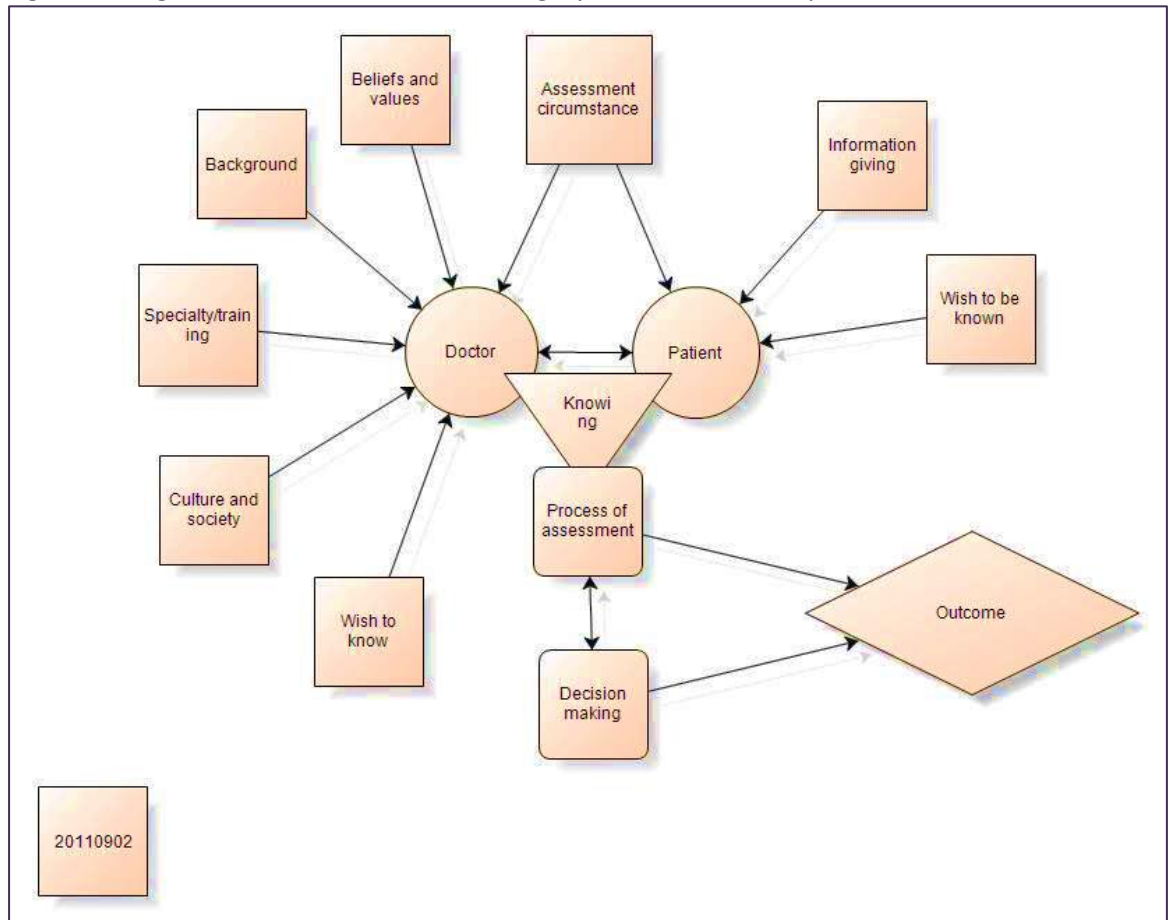 Beliefs and
values
Assessment
circumstance
Background
Information
giving
Specialty/train
ing
Doctor
Patient
Wish to be
known
Knowi
ng
Culture and
society
Process of
assessment
Wish to
know
Outcome
Decision
making
20110902